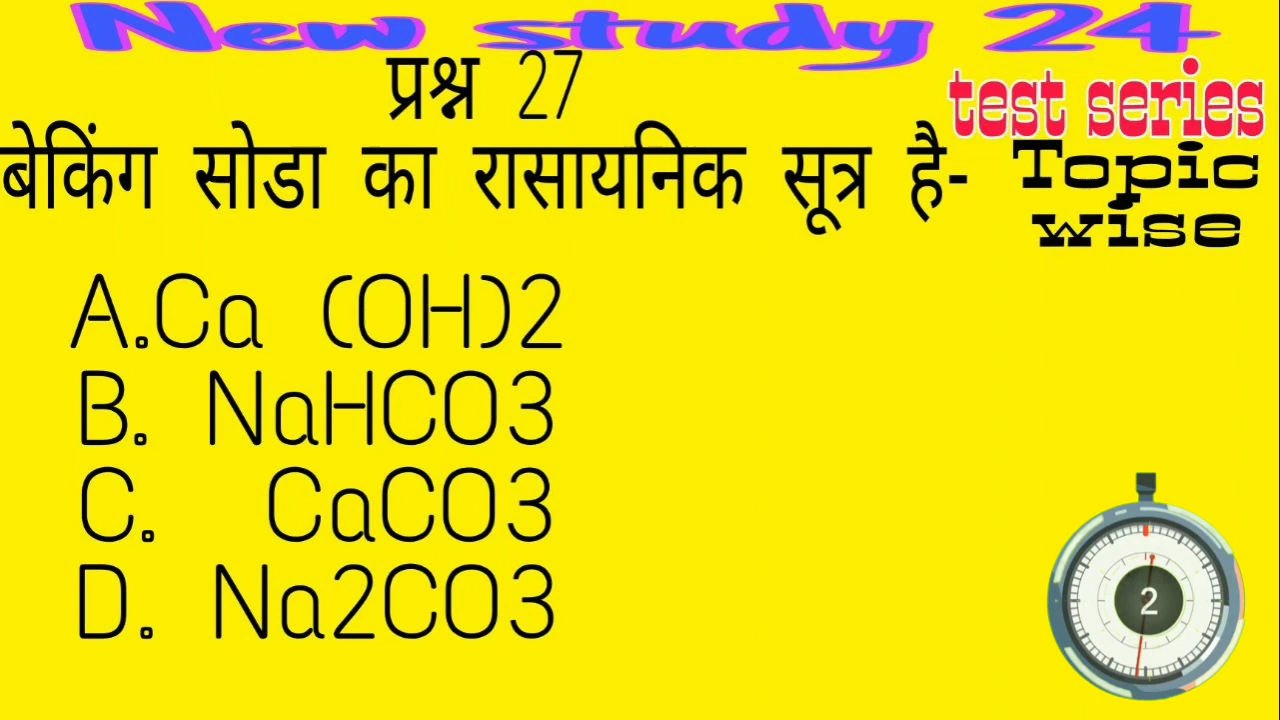 New study 24
प्रश्न 27
test series
बेकिंग सोडा का रासायनिक सूत्र है-
Topic
wise
A.Ca (OH)2
B. NaHCO3
C. CaCO3
D. Na2CO3
2